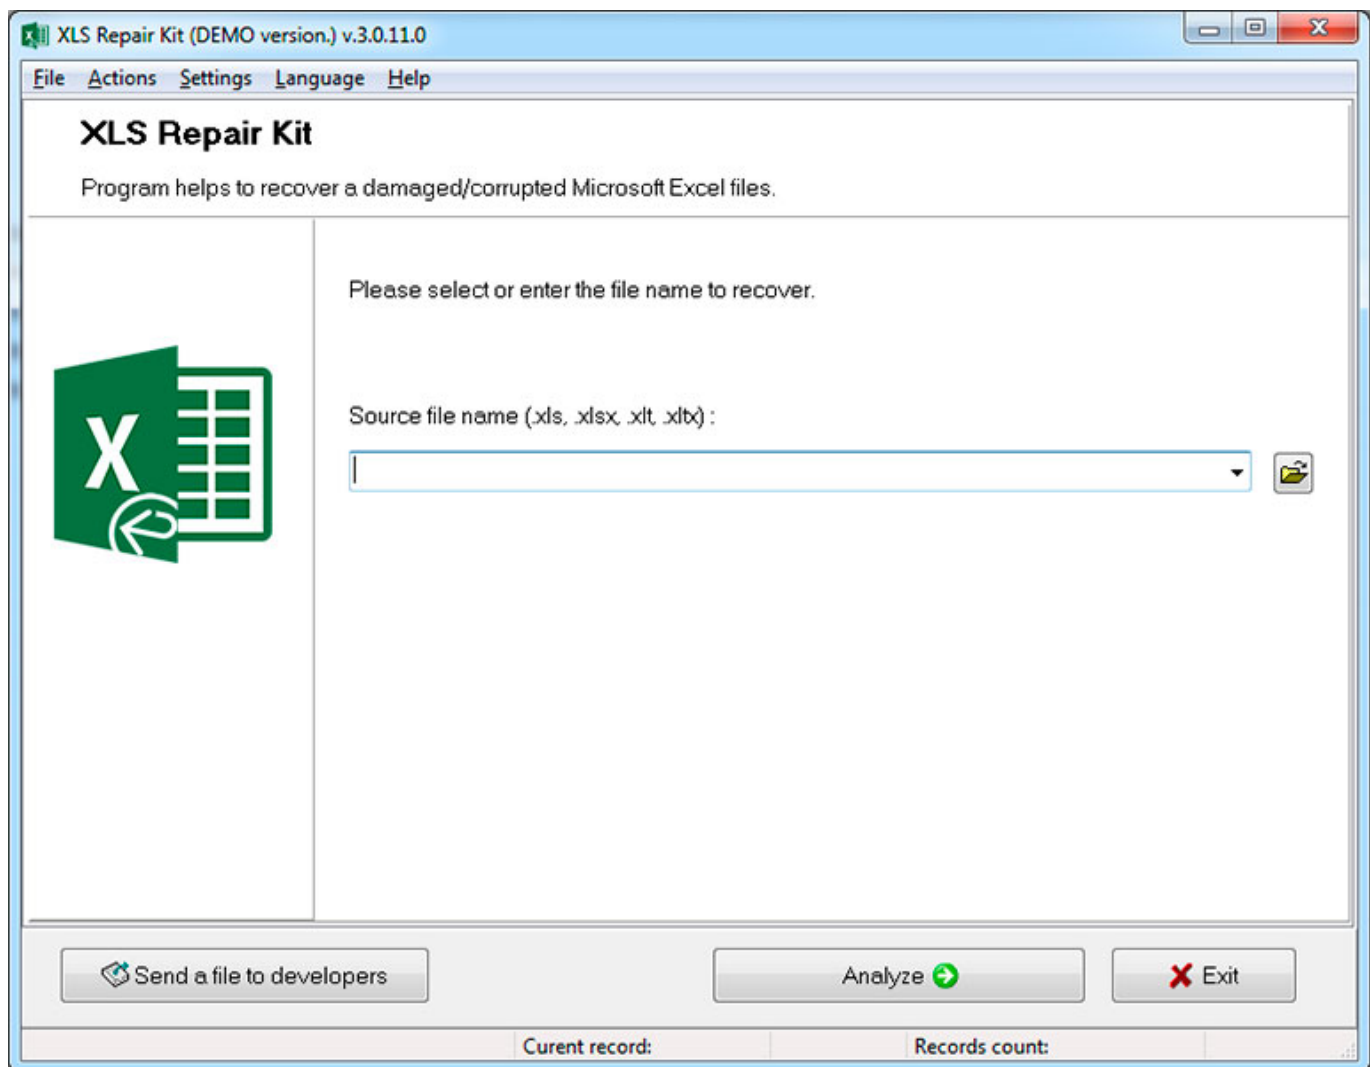 XLS Repair Kit (DEMO version.) v.3.0.11.0
File Actions Settings Language Help
XLS Repair Kit
Program helps to recover a damaged/corrupted Microsoft Excel files.
Please select or enter the file name to recover.
Source file name (.xls, .xlsx, .xlt, .xltx) :
X
Send a file to developers Analyze Exit
Curent record: Records count: